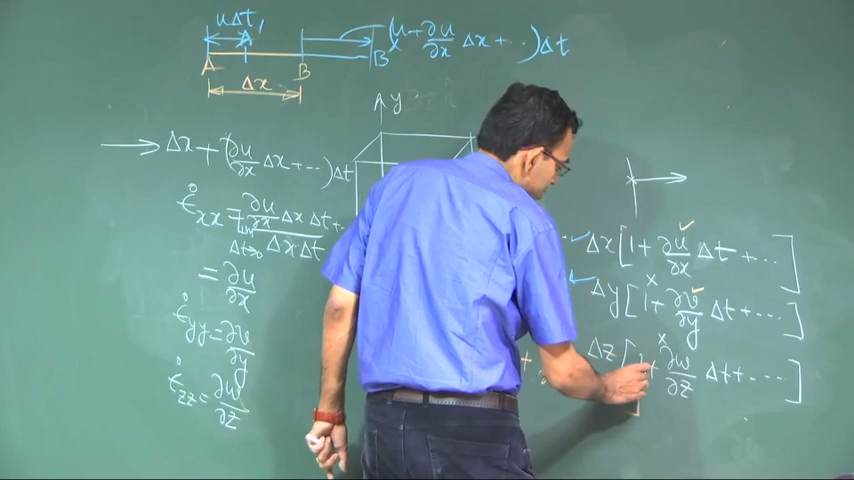 uΔt
A'
(u + ∂u/∂x Δx + ..)Δt
A B B'
Δx
y
→ Δx + (∂u/∂x Δx + ...)Δt
ε̇xx = lim Δt→0 ∂u/∂x Δx Δt + / Δx Δt
= ∂u/∂x
ε̇yy = ∂v/∂y
ε̇zz = ∂w/∂z
Δx[1 + ∂u/∂x Δt + ...]
Δy[1 + ∂v/∂y Δt + ...]
Δz[1 + ∂w/∂z Δt + ...]